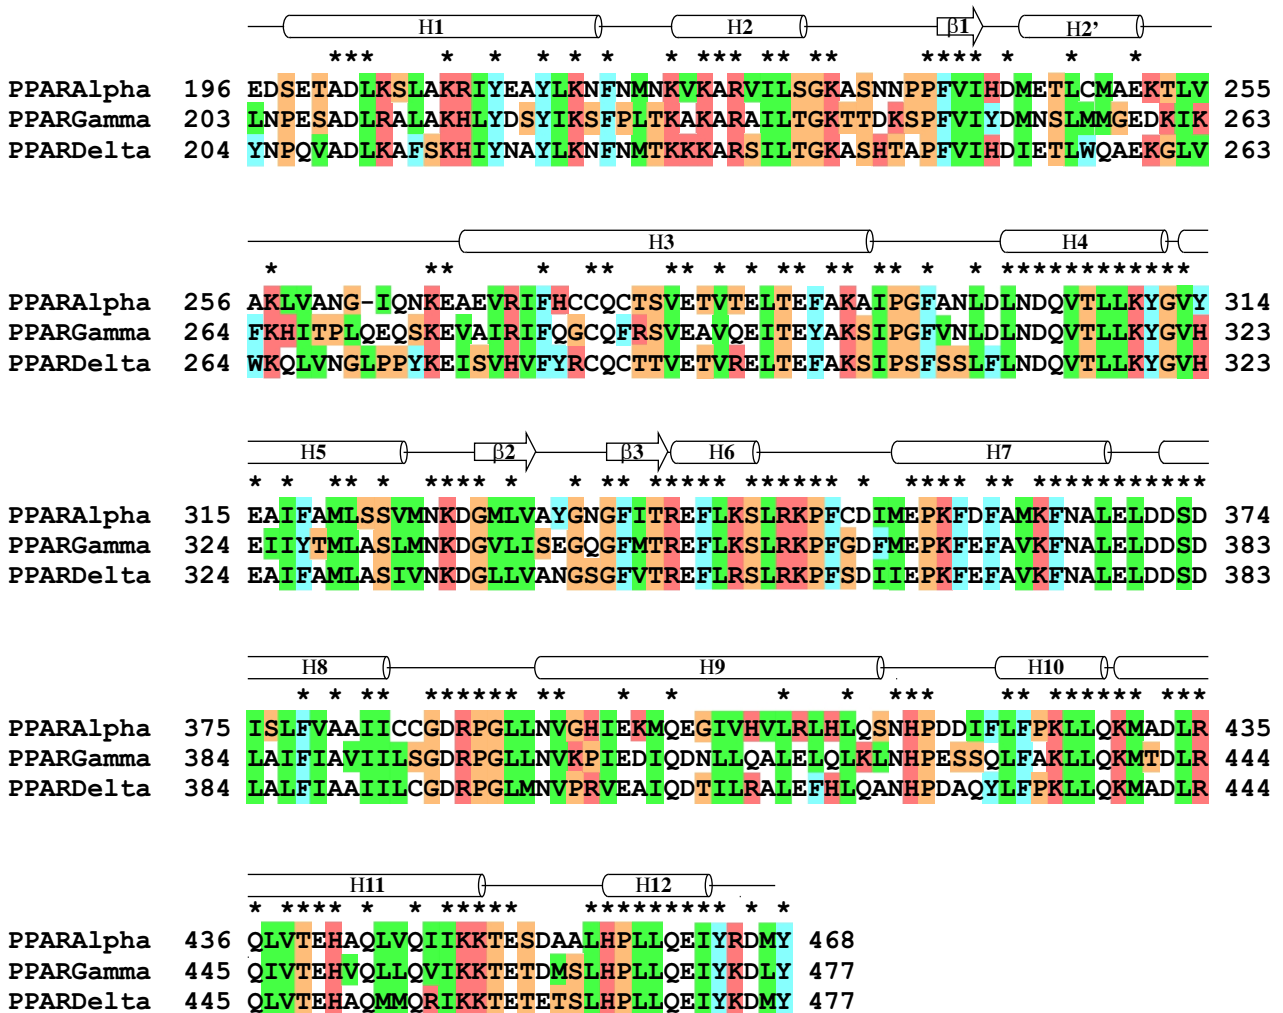 H1 H2 β1 H2’
*** * * * * * * *** ** ** **** * * *
PPARAlpha 196 EDSETADLKSLAKRIYEAYLKNFNMNKVKARVILSGKASNNPPFVIHDMETLCMAEKTLV 255
PPARGamma 203 LNPESADLRALAKHLYDSYIKSFPLTKAKARAILTGKTTDKSPFVIYDMNSLMMGEDKIK 263
PPARDelta 204 YNPQVADLKAFSKHIYNAYLKNFNMTKKKARSILTGKASHTAPFVIHDIETLWQAEKGLV 263
H3 H4
* ** * ** ** * * ** ** * * ************
PPARAlpha 256 AKLVANG-IQNKEAEVRIFHCCQCTSVETVTELTEFAKAIPGFANLDLNDQVTLLKYGVY 314
PPARGamma 264 FKHITPLQEQSKEVAIRIFQGCQFRSVEAVQEITEYAKSIPGFVNLDLNDQVTLLKYGVH 323
PPARDelta 264 WKQLVNGLPPYKEISVHVFYRCQCTTVETVRELTEFAKSIPSFSSLFLNDQVTLLKYGVH 323
H5 β2 β3 H6 H7
* * ** * **** * * ** ***** ****** * **** ** ***********
PPARAlpha 315 EAIFAMLSSVMNKDGMLVAYGNGFITREFLKSLRKPFCDIMEPKFDFAMKFNALELDDSD 374
PPARGamma 324 EIIYTMLASLMNKDGVLISEGQGFMTREFLKSLRKPFGDFMEPKFEFAVKFNALELDDSD 383
PPARDelta 324 EAIFAMLASIVNKDGLLVANGSGFVTREFLRSLRKPFSDIIEPKFEFAVKFNALELDDSD 383
H8 H9 H10
* * ** ****** ** * * * * *** ** ****** ***
PPARAlpha 375 ISLFVAAIICCGDRPGLLNVGHIEKMQEGIVHVLRLHLQSNHPDDIFLFPKLLQKMADLR 435
PPARGamma 384 LAIFIAVIILSGDRPGLLNVKPIEDIQDNLLQALELQLKLNHPESSQLFAKLLQKMTDLR 444
PPARDelta 384 LALFIAAIILCGDRPGLMNVPRVEAIQDTILRALEFHLQANHPDAQYLFPKLLQKMADLR 444
H11 H12
* **** * * ***** ********* * *
PPARAlpha 436 QLVTEHAQLVQIIKKTESDAALHPLLQEIYRDMY 468
PPARGamma 445 QIVTEHVQLLQVIKKTETDMSLHPLLQEIYKDLY 477
PPARDelta 445 QLVTEHAQMMQRIKKTETETSLHPLLQEIYKDMY 477